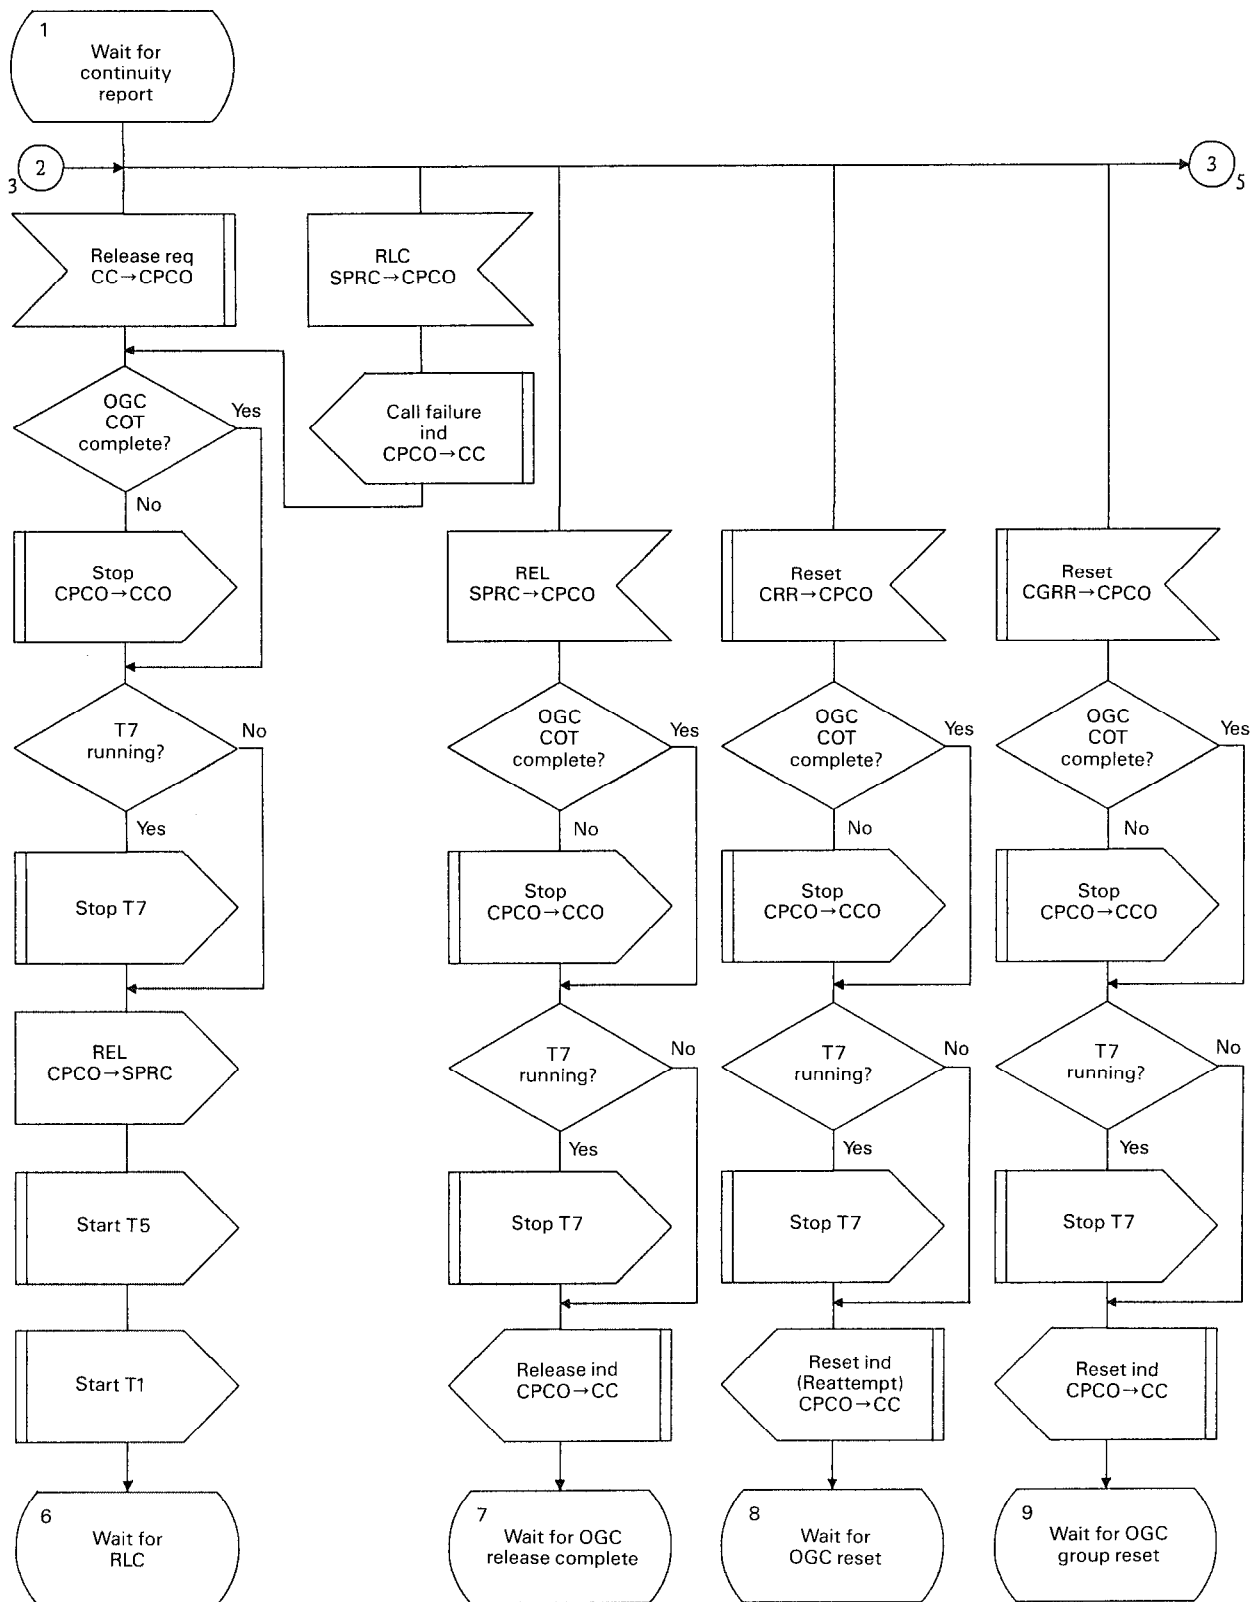 1
Wait for
continuity
report
2
3
3
5
Release req
CC→CPCO
RLC
SPRC→CPCO
OGC
COT
complete?
Yes
No
Call failure
ind
CPCO→CC
Stop
CPCO→CCO
REL
SPRC→CPCO
Reset
CRR→CPCO
Reset
CGRR→CPCO
T7
running?
No
Yes
OGC
COT
complete?
Yes
No
OGC
COT
complete?
Yes
No
OGC
COT
complete?
Yes
No
Stop T7
Stop
CPCO→CCO
Stop
CPCO→CCO
Stop
CPCO→CCO
REL
CPCO→SPRC
T7
running?
No
Yes
T7
running?
No
Yes
T7
running?
No
Yes
Start T5
Stop T7
Stop T7
Stop T7
Start T1
Release ind
CPCO→CC
Reset ind
(Reattempt)
CPCO→CC
Reset ind
CPCO→CC
6
Wait for
RLC
7
Wait for OGC
release complete
8
Wait for
OGC reset
9
Wait for OGC
group reset